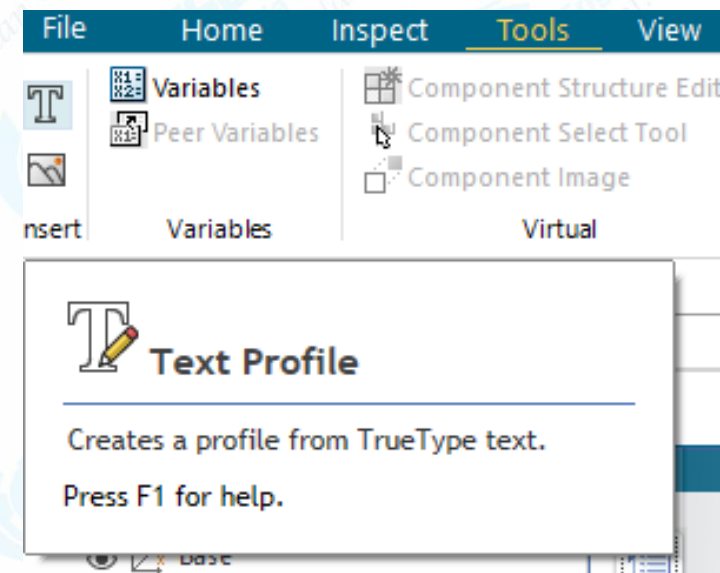 File Home Inspect Tools View
Variables Component Structure Edit
Peer Variables Component Select Tool
Component Image
nsert Variables Virtual
Text Profile
Creates a profile from TrueType text.
Press F1 for help.
Base